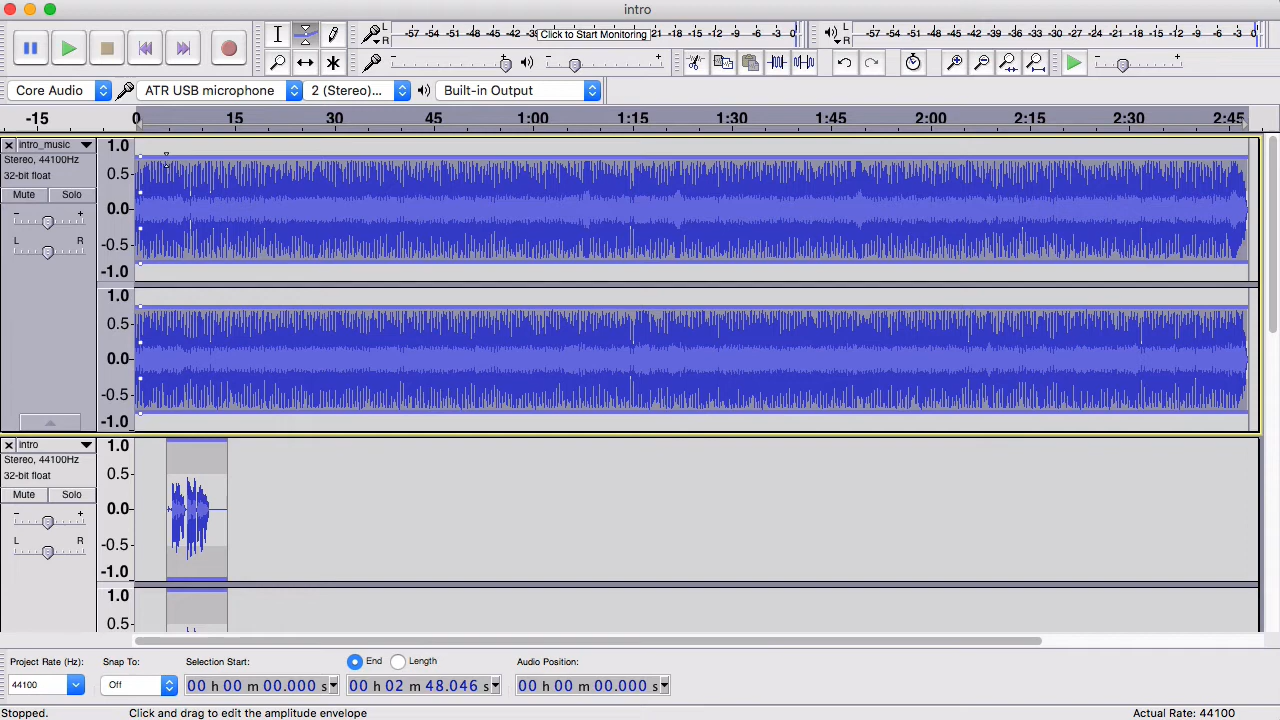 intro
L
R
-57 -54 -51 -48 -45 -42 -3 Click to Start Monitoring 21 -18 -15 -12 -9 -6 -3 0
L
R
-57 -54 -51 -48 -45 -42 -39 -36 -33 -30 -27 -24 -21 -18 -15 -12 -9 -6 -3 0
- +
- +
- +
Core Audio
ATR USB microphone
2 (Stereo)...
Built-in Output
-15 0 15 30 45 1:00 1:15 1:30 1:45 2:00 2:15 2:30 2:45
intro_music
Stereo, 44100Hz
32-bit float
Mute Solo
- +
L R
1.0
0.5
0.0
-0.5
-1.0
1.0
0.5
0.0
-0.5
-1.0
intro
Stereo, 44100Hz
32-bit float
Mute Solo
- +
L R
1.0
0.5
0.0
-0.5
-1.0
1.0
0.5
Project Rate (Hz): Snap To: Selection Start: End Length Audio Position:
44100 Off 00 h 00 m 00.000 s 00 h 02 m 48.046 s 00 h 00 m 00.000 s
Stopped. Click and drag to edit the amplitude envelope Actual Rate: 44100